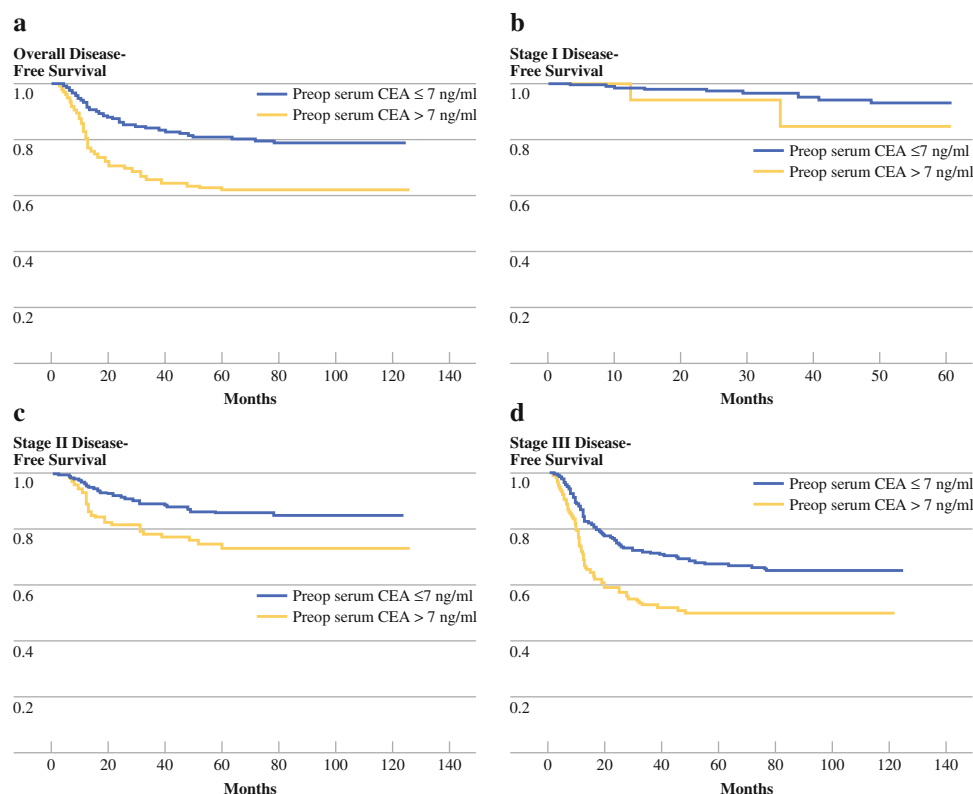 a
Overall Disease-
Free Survival
1.0
Preop serum CEA ≤ 7 ng/ml
Preop serum CEA > 7 ng/ml
0.8
0.6
0.4
0.2
0 20 40 60 80 100 120 140
Months
b
Stage I Disease-
Free Survival
1.0
0.8
Preop serum CEA ≤7 ng/ml
Preop serum CEA > 7 ng/ml
0.6
0.4
0.2
0 10 20 30 40 50 60
Months
c
Stage II Disease-
Free Survival
1.0
0.8
0.6
Preop serum CEA ≤7 ng/ml
Preop serum CEA > 7 ng/ml
0.4
0.2
0 20 40 60 80 100 120 140
Months
d
Stage III Disease-
Free Survival
1.0
Preop serum CEA ≤ 7 ng/ml
Preop serum CEA > 7 ng/ml
0.8
0.6
0.4
0.2
0 20 40 60 80 100 120 140
Months